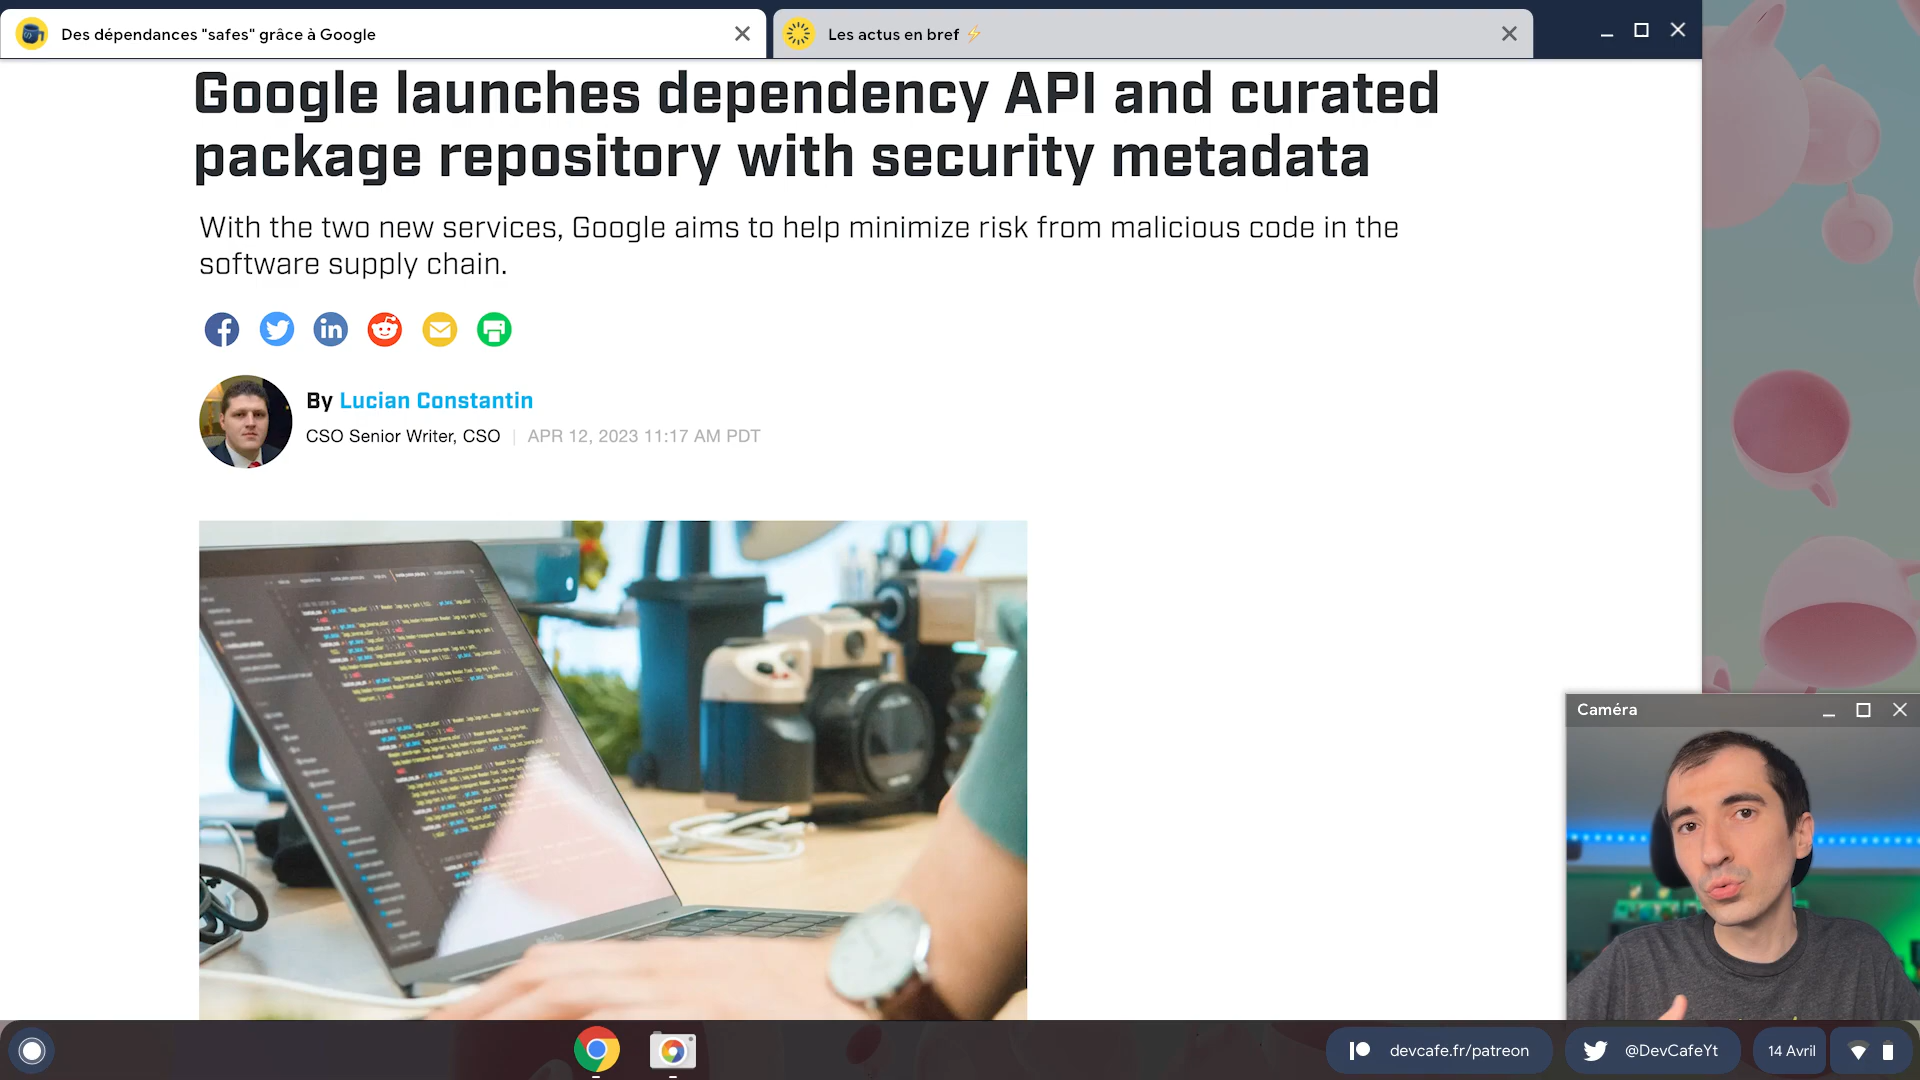 Des dépendances "safes" grâce à Google
Les actus en bref ⚡
Google launches dependency API and curated
package repository with security metadata
With the two new services, Google aims to help minimize risk from malicious code in the
software supply chain.
By Lucian Constantin
CSO Senior Writer, CSO | APR 12, 2023 11:17 AM PDT
Caméra
devcafe.fr/patreon
@DevCafeYt
14 Avril